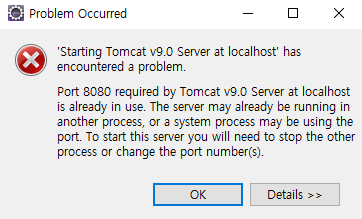 Problem Occurred
'Starting Tomcat v9.0 Server at localhost' has
encountered a problem.
Port 8080 required by Tomcat v9.0 Server at localhost
is already in use. The server may already be running in
another process, or a system process may be using the
port. To start this server you will need to stop the other
process or change the port number(s).
OK
Details >>